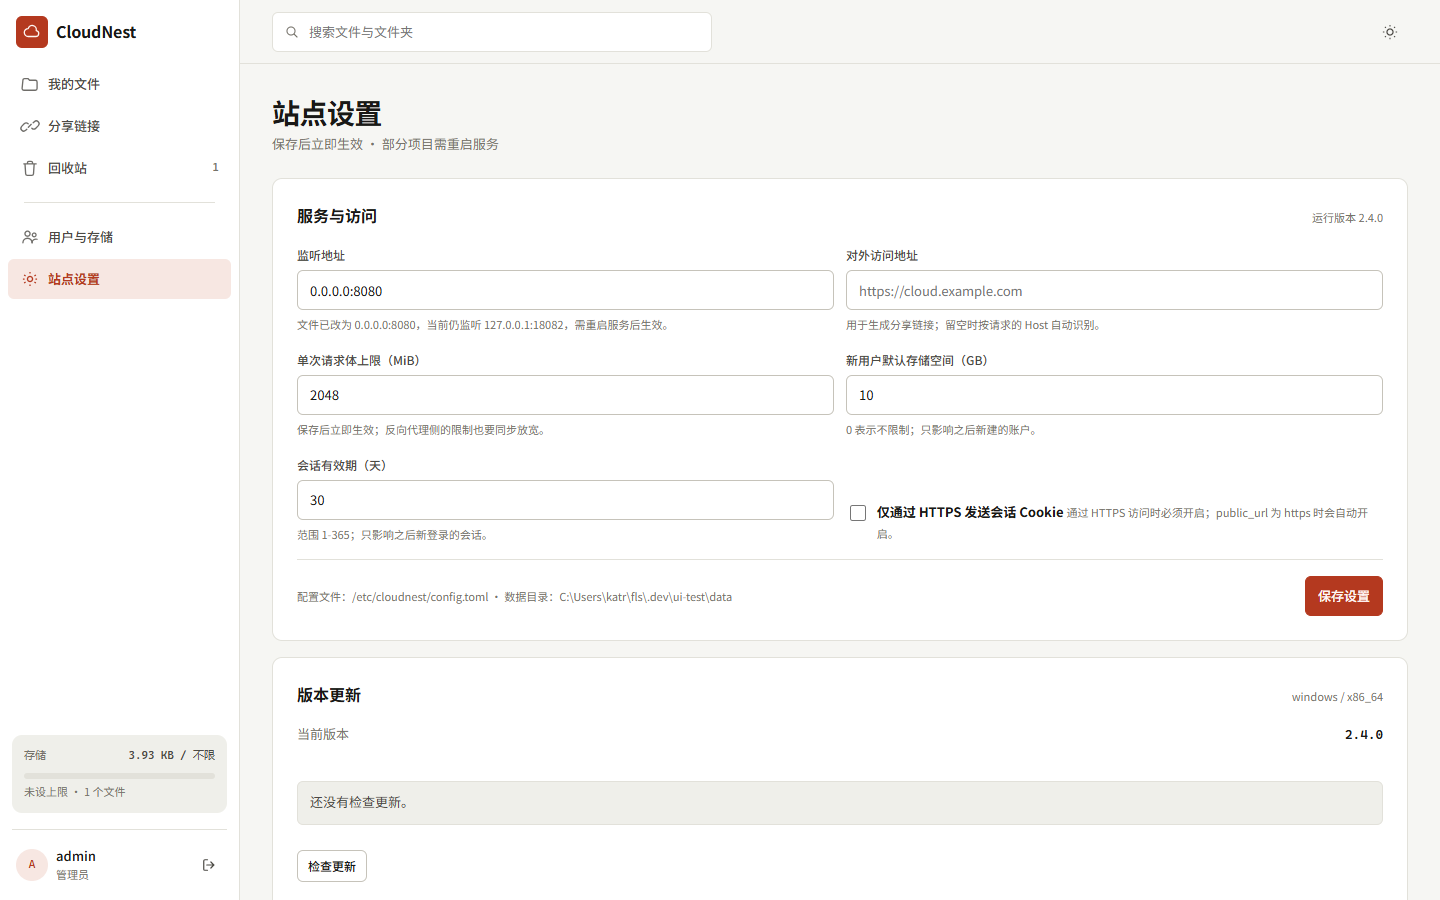 CloudNest
搜索文件与文件夹
我的文件
分享链接
回收站 1
用户与存储
站点设置
站点设置
保存后立即生效 · 部分项目需重启服务
服务与访问
运行版本 2.4.0
监听地址
0.0.0.0:8080
文件已改为 0.0.0.0:8080，当前仍监听 127.0.0.1:18082，需重启服务后生效。
对外访问地址
https://cloud.example.com
用于生成分享链接；留空时按请求的 Host 自动识别。
单次请求体上限（MiB）
2048
保存后立即生效；反向代理侧的限制也要同步放宽。
新用户默认存储空间（GB）
10
0 表示不限制；只影响之后新建的账户。
会话有效期（天）
30
范围 1-365；只影响之后新登录的会话。
仅通过 HTTPS 发送会话 Cookie 通过 HTTPS 访问时必须开启；public_url 为 https 时会自动开
启。
配置文件：/etc/cloudnest/config.toml · 数据目录：C:\Users\katr\fls\.dev\ui-test\data
保存设置
版本更新
windows / x86_64
当前版本
2.4.0
还没有检查更新。
检查更新
存储 3.93 KB / 不限
未设上限 · 1 个文件
A
admin
管理员